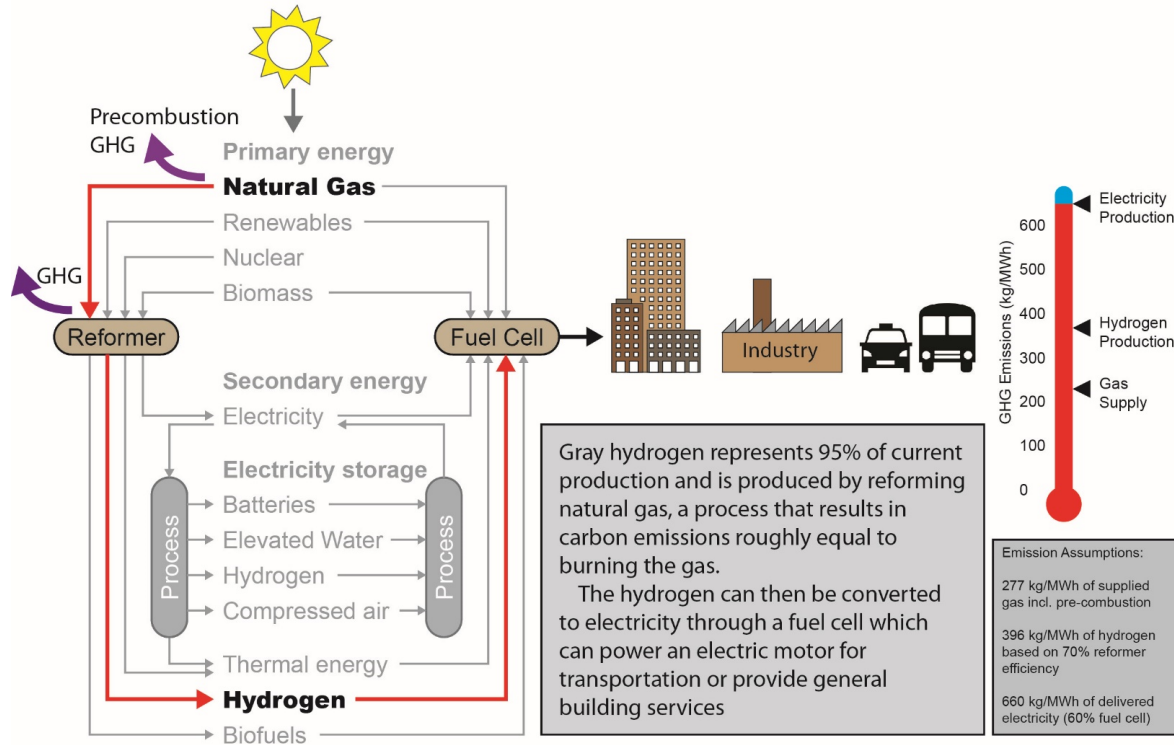 Precombustion
GHG
Primary energy
Natural Gas
Renewables
Nuclear
Biomass
GHG
Reformer
Fuel Cell
Secondary energy
Electricity
Electricity storage
Batteries
Elevated Water
Hydrogen
Compressed air
Process
Process
Thermal energy
Hydrogen
Biofuels
Industry
Gray hydrogen represents 95% of current
production and is produced by reforming
natural gas, a process that results in
carbon emissions roughly equal to
burning the gas.
The hydrogen can then be converted
to electricity through a fuel cell which
can power an electric motor for
transportation or provide general
building services
GHG Emissions (kg/MWh)
600
500
400
300
200
100
0
Electricity
Production
Hydrogen
Production
Gas
Supply
Emission Assumptions:
277 kg/MWh of supplied
gas incl. pre-combustion
396 kg/MWh of hydrogen
based on 70% reformer
efficiency
660 kg/MWh of delivered
electricity (60% fuel cell)